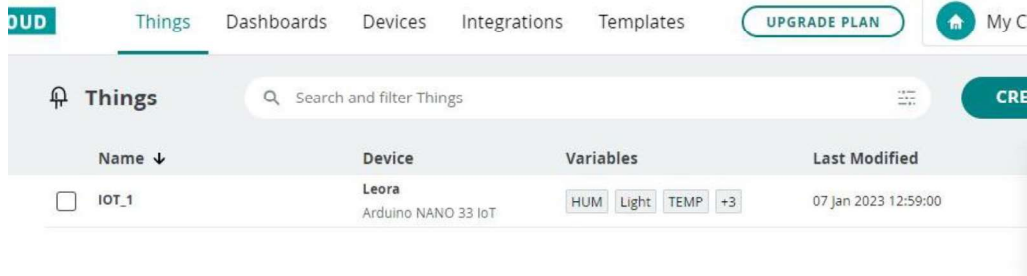 OUD Things Dashboards Devices Integrations Templates UPGRADE PLAN My C
Things Search and filter Things CRE
Name Device Variables Last Modified
IOT_1 Leora HUM Light TEMP +3 07 Jan 2023 12:59:00
Arduino NANO 33 IoT